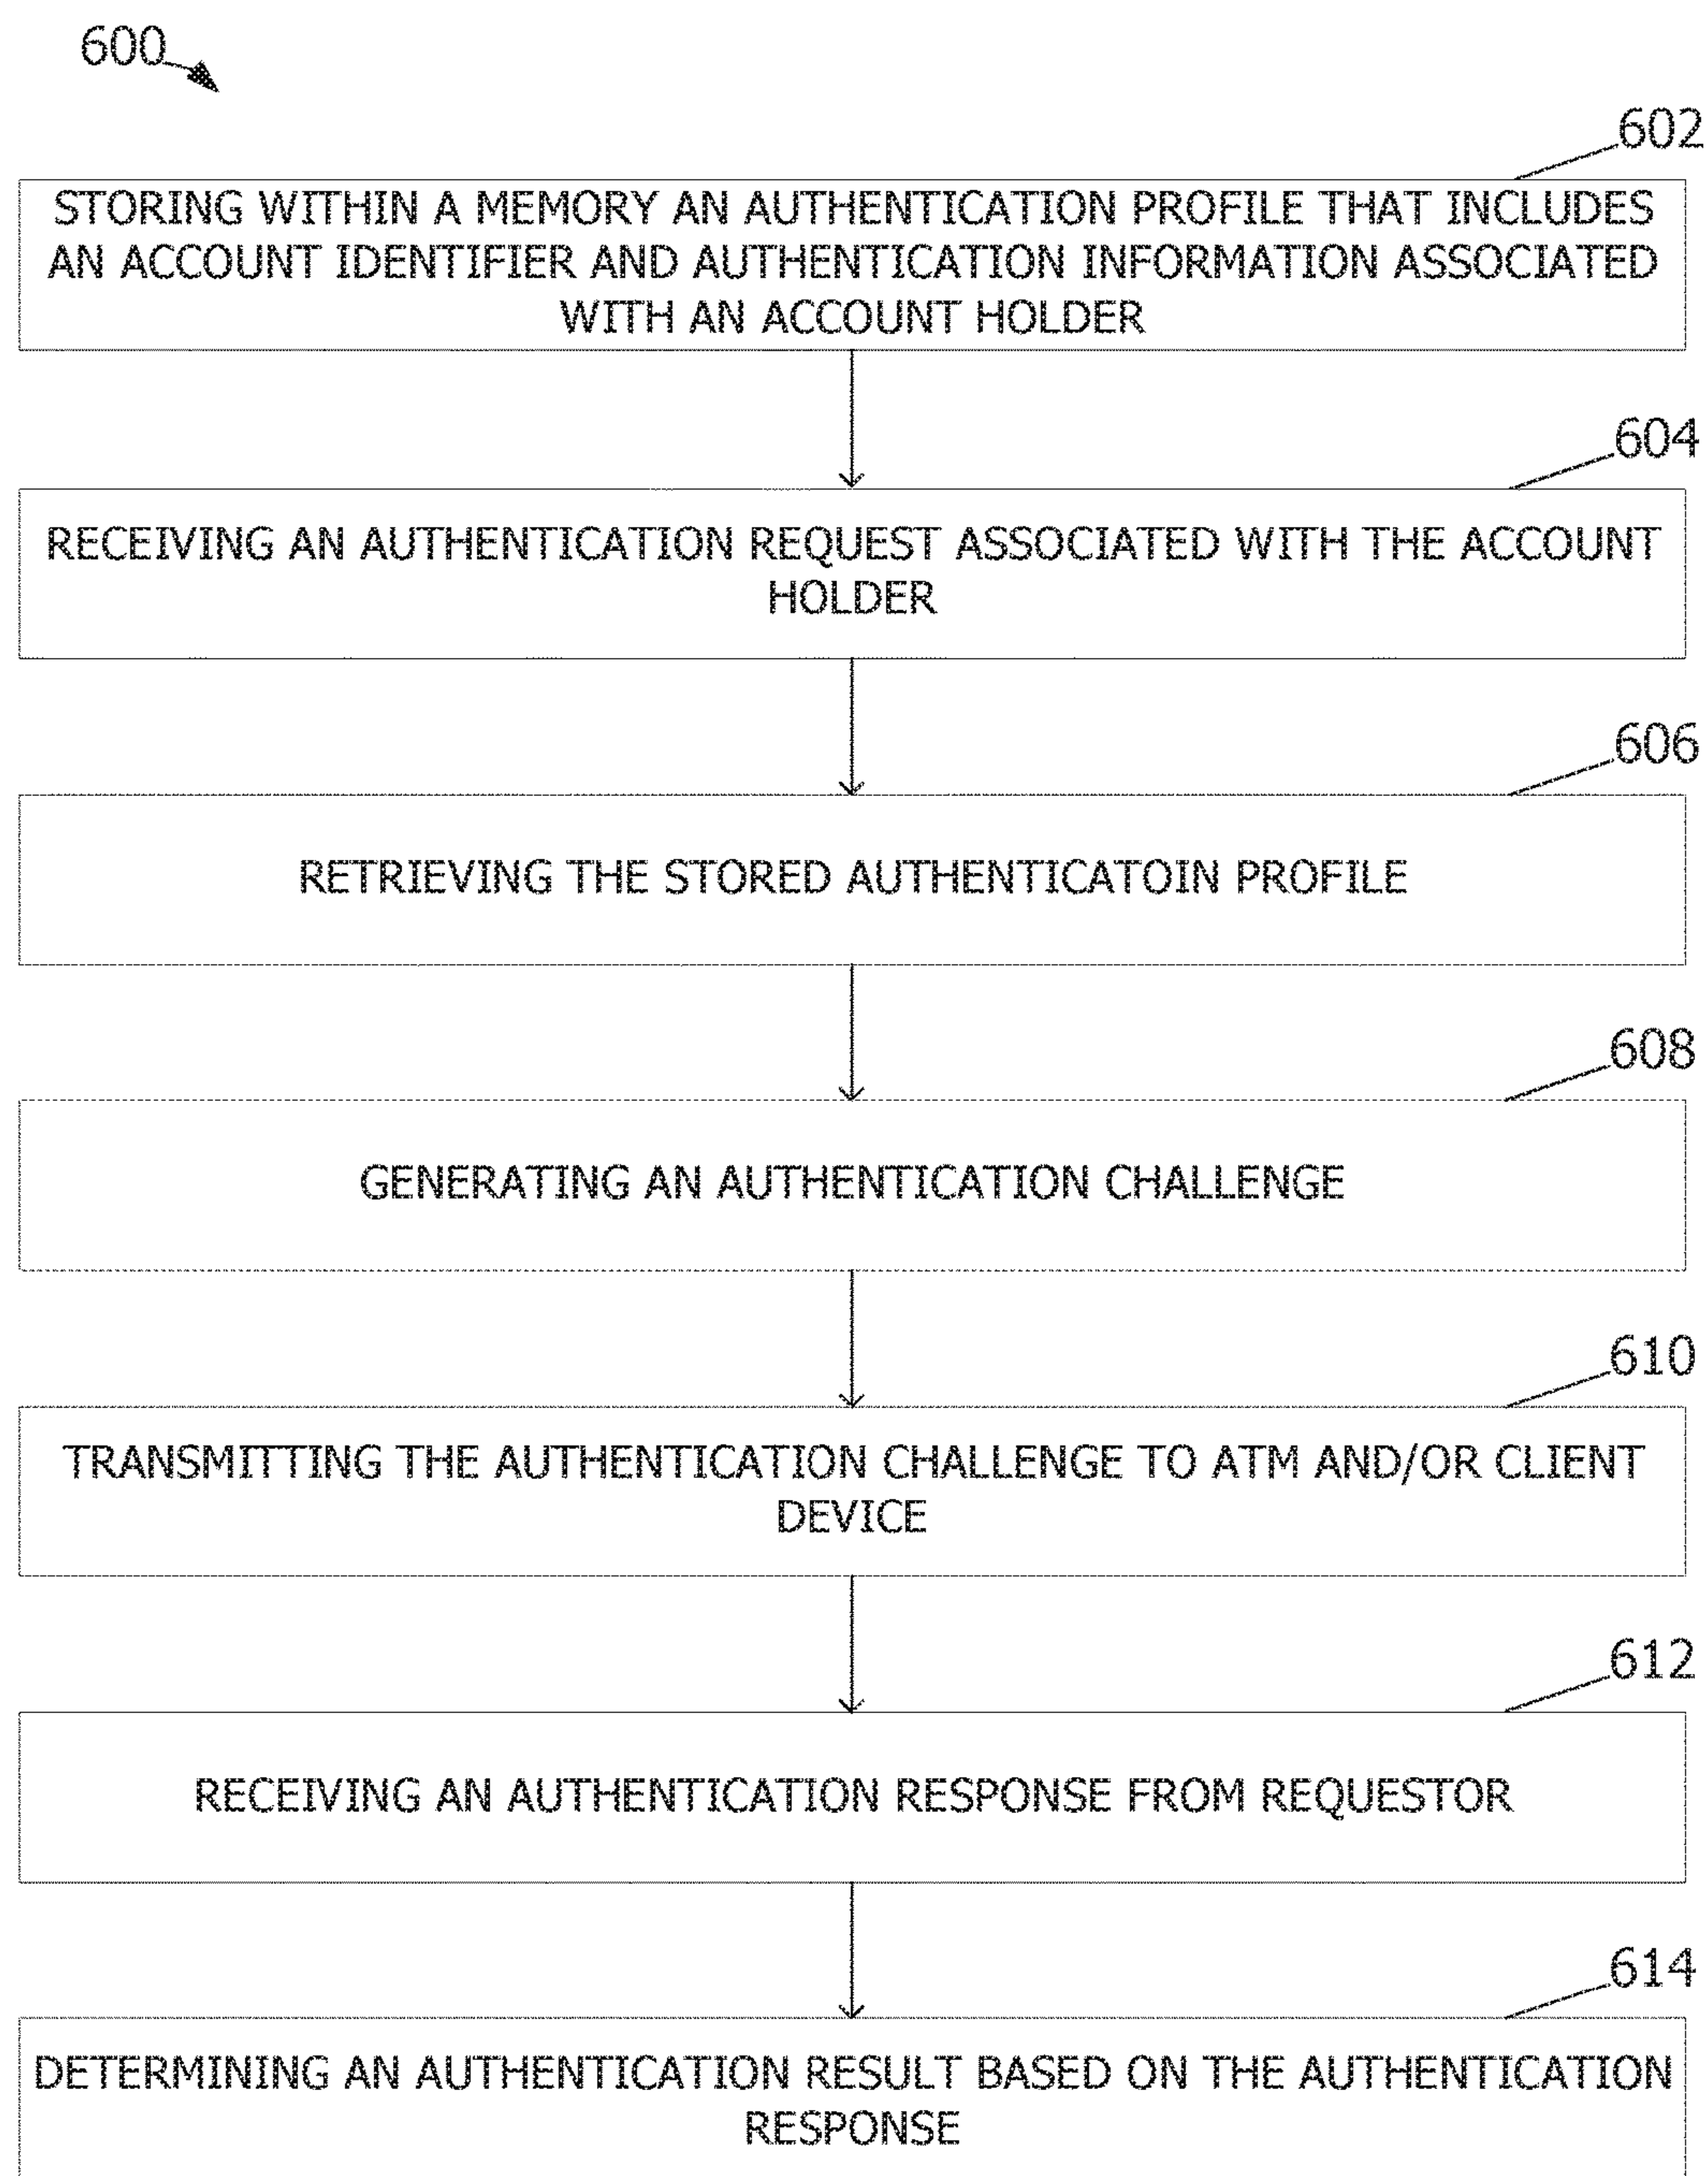 600
602
STORING WITHIN A MEMORY AN AUTHENTICATION PROFILE THAT INCLUDES
AN ACCOUNT IDENTIFIER AND AUTHENTICATION INFORMATION ASSOCIATED
WITH AN ACCOUNT HOLDER
604
RECEIVING AN AUTHENTICATION REQUEST ASSOCIATED WITH THE ACCOUNT
HOLDER
606
RETRIEVING THE STORED AUTHENTICATOIN PROFILE
608
GENERATING AN AUTHENTICATION CHALLENGE
610
TRANSMITTING THE AUTHENTICATION CHALLENGE TO ATM AND/OR CLIENT
DEVICE
612
RECEIVING AN AUTHENTICATION RESPONSE FROM REQUESTOR
614
DETERMINING AN AUTHENTICATION RESULT BASED ON THE AUTHENTICATION
RESPONSE